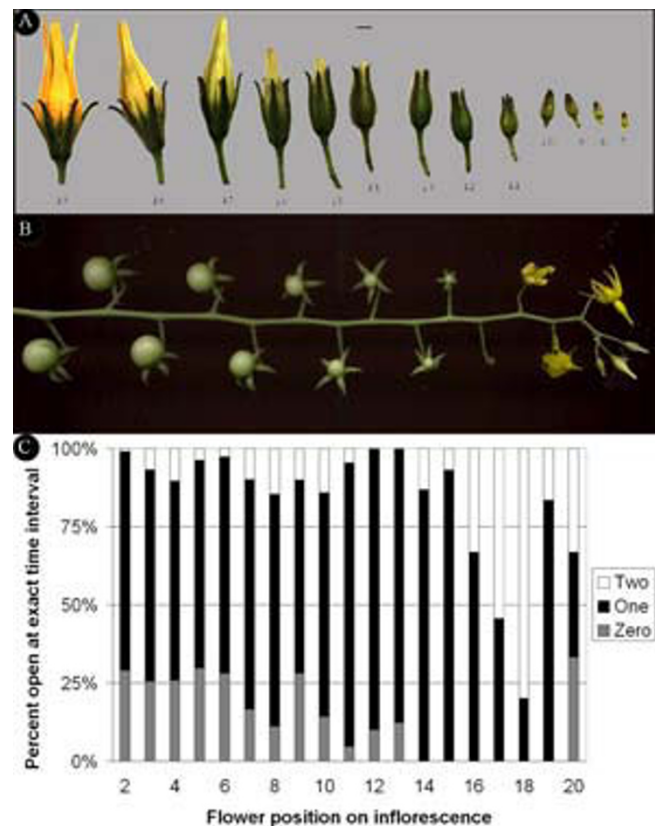 A
B
C
100%
75%
50%
25%
0%
Percent open at exact time interval
Two
One
Zero
2 4 6 8 10 12 14 16 18 20
Flower position on inflorescence